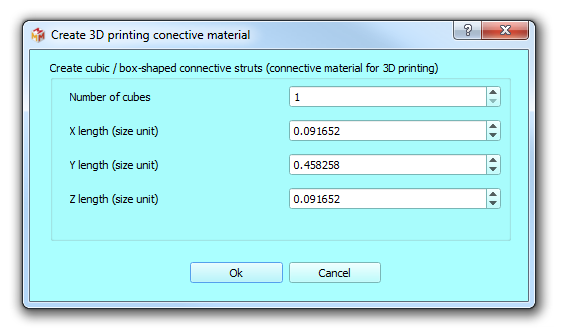 Create 3D printing conective material
?
Create cubic / box-shaped connective struts (connective material for 3D printing)
Number of cubes 1
X length (size unit) 0.091652
Y length (size unit) 0.458258
Z length (size unit) 0.091652
Ok Cancel